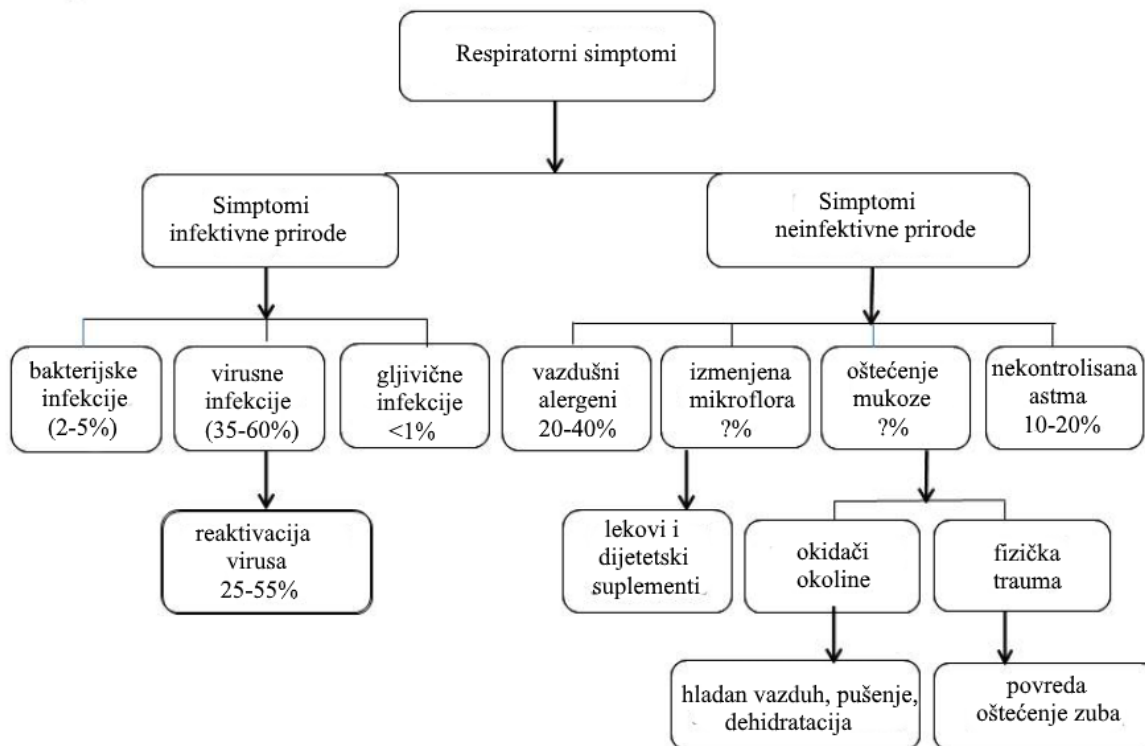 Respiratorni simptomi
Simptomi
infektivne prirode
Simptomi
neinfektivne prirode
bakterijske
infekcije
(2-5%)
virusne
infekcije
(35-60%)
gljivične
infekcije
<1%
vazdušni
alergeni
20-40%
izmenjena
mikroflora
?%
oštećenje
mukoze
?%
nekontrolisana
astma
10-20%
reaktivacija
virusa
25-55%
lekovi i
dijetetski
suplementi
okidači
okoline
fizička
trauma
hladan vazduh, pušenje,
dehidratacija
povreda
oštećenje zuba